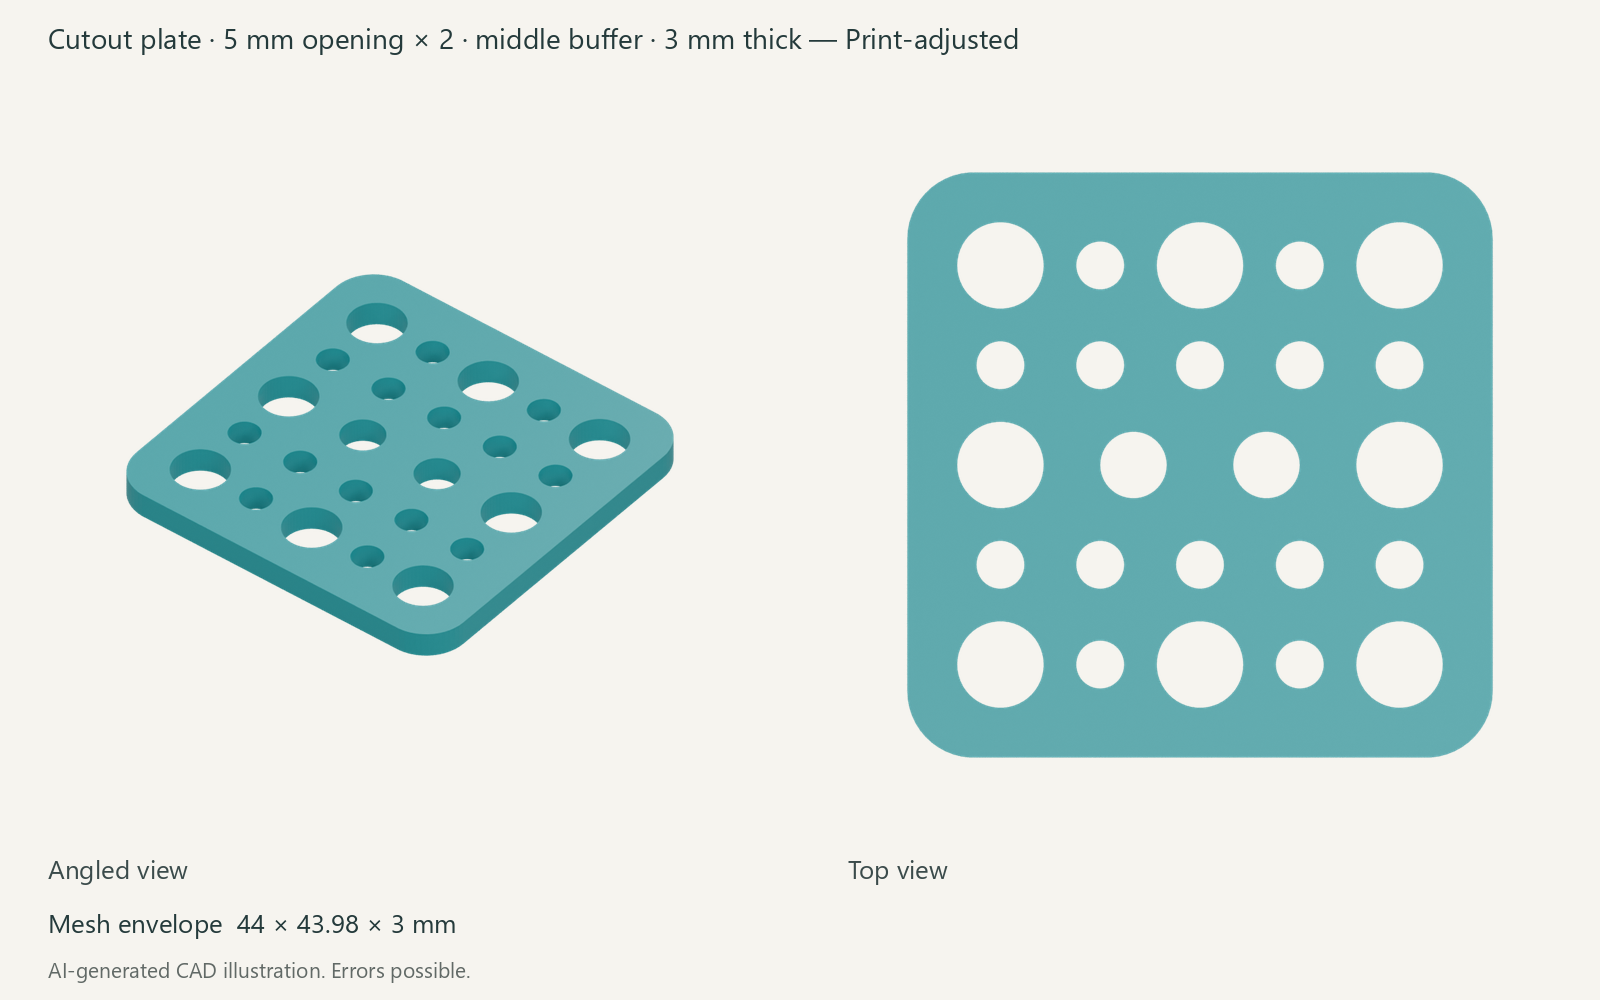 Cutout plate · 5 mm opening × 2 · middle buffer · 3 mm thick — Print-adjusted
Angled view
Top view
Mesh envelope  44 × 43.98 × 3 mm
AI-generated CAD illustration. Errors possible.